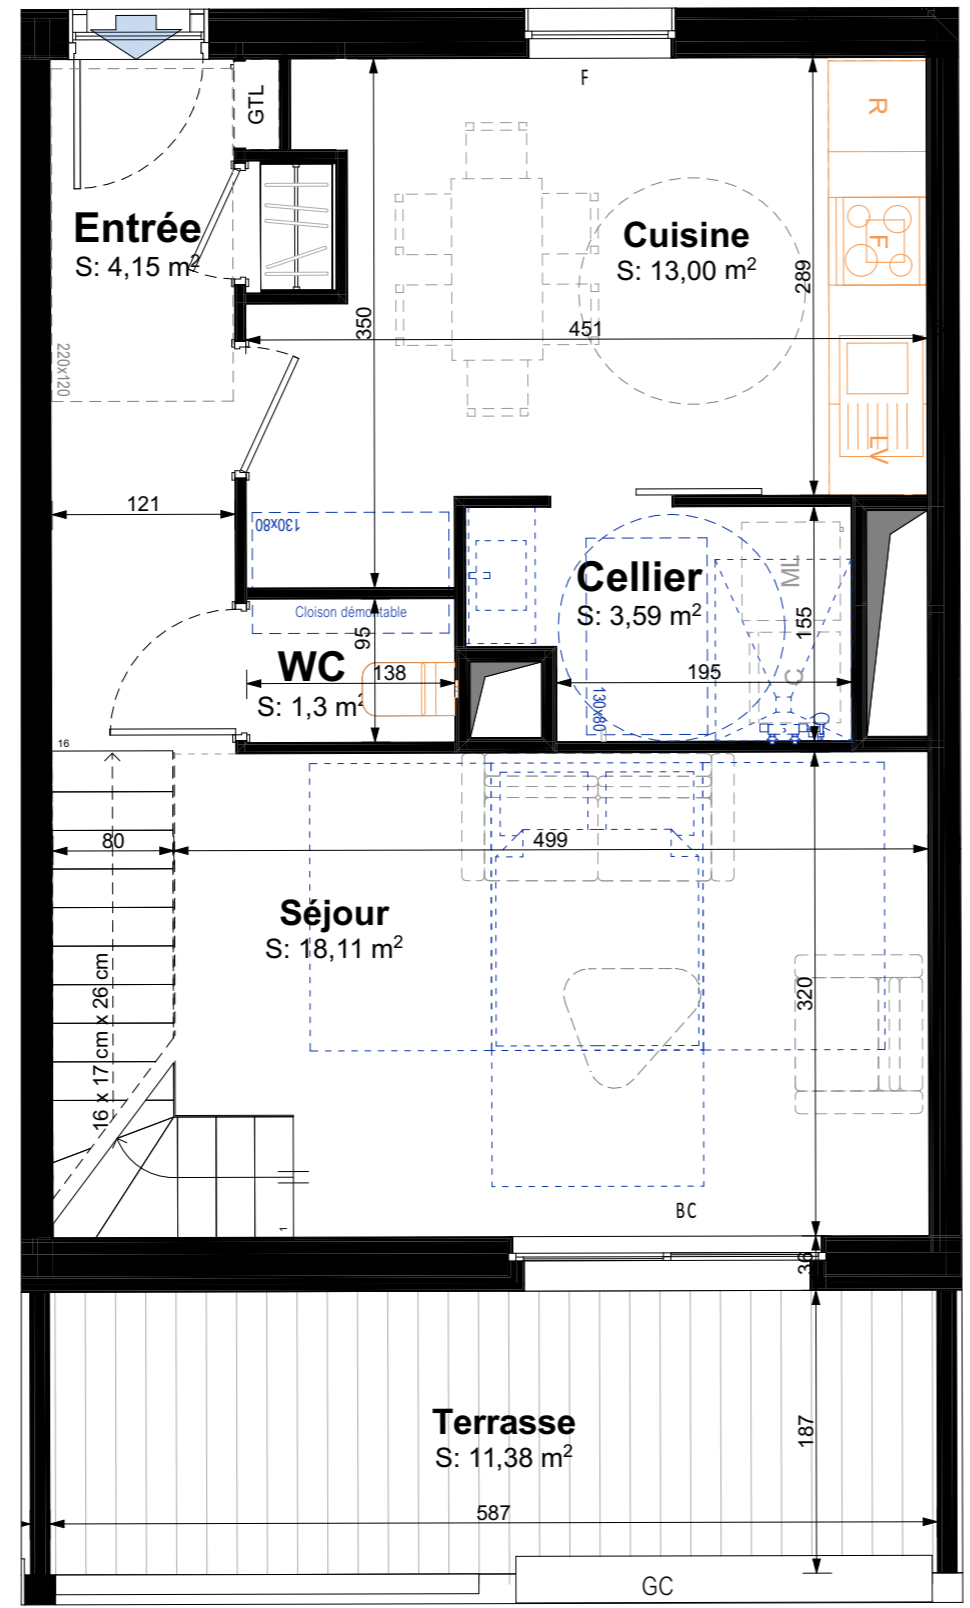 GTL
F
R
Entrée
S: 4,15 m²
Cuisine
S: 13,00 m²
F
289
350
451
220x120
LV
121
130x80
Cellier
S: 3,59 m²
ML
Cloison démontable
95
155
WC
S: 1,3 m²
138
195
C
130x80
16
80
499
Séjour
S: 18,11 m²
320
16 x 17 cm x 26 cm
BC
1
36
Terrasse
S: 11,38 m²
187
587
GC